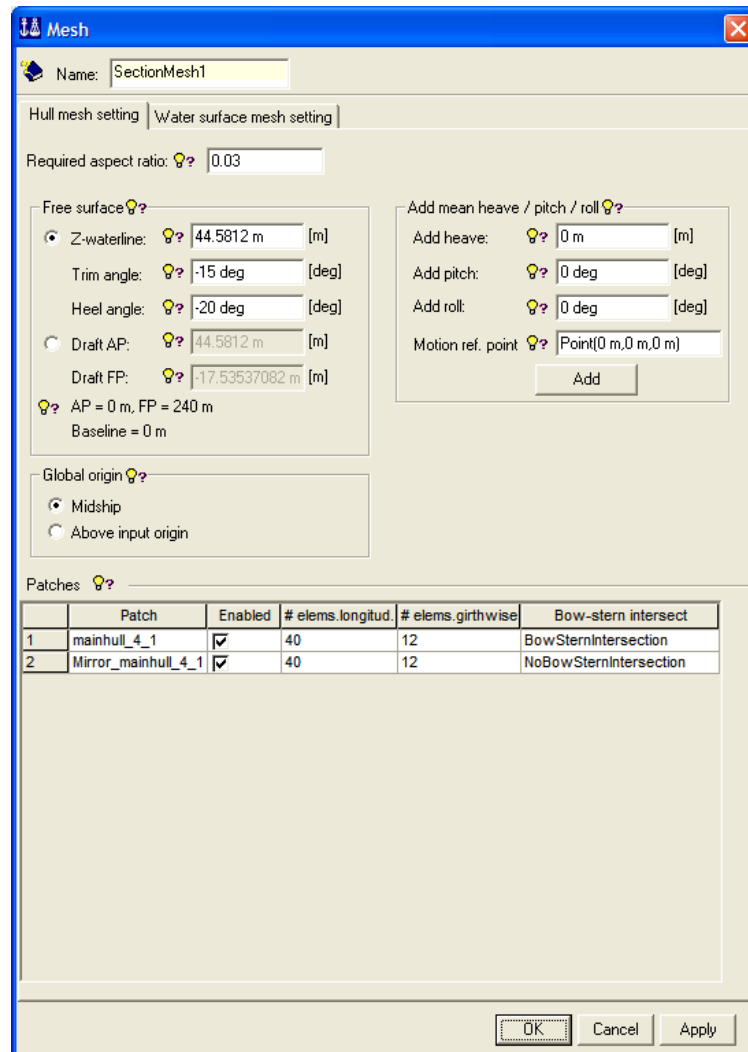 Mesh
Name: SectionMesh1
Hull mesh setting Water surface mesh setting
Required aspect ratio: ? 0.03
Free surface ?
Z-waterline: ? 44.5812 m [m]
Trim angle: ? -15 deg [deg]
Heel angle: ? -20 deg [deg]
Draft AP: ? 44.5812 m [m]
Draft FP: ? -17.53537082 m [m]
? AP = 0 m, FP = 240 m
Baseline = 0 m
Add mean heave / pitch / roll ?
Add heave: ? 0 m [m]
Add pitch: ? 0 deg [deg]
Add roll: ? 0 deg [deg]
Motion ref. point ? Point(0 m,0 m,0 m)
Add
Global origin ?
Midship
Above input origin
Patches ?
Patch Enabled # elems.longitud. # elems.girthwise Bow-stern intersect
1 mainhull_4_1 40 12 BowSternIntersection
2 Mirror_mainhull_4_1 40 12 NoBowSternIntersection
OK Cancel Apply